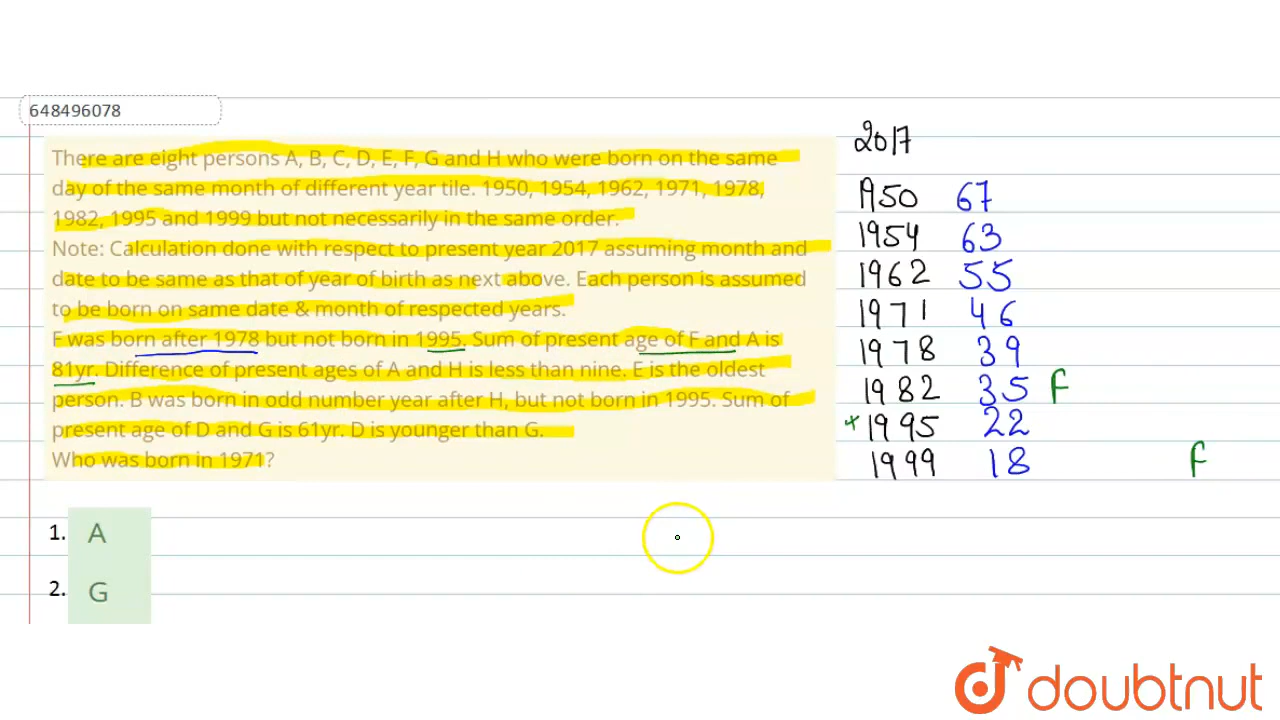 648496078
There are eight persons A, B, C, D, E, F, G and H who were born on the same
day of the same month of different year tile. 1950, 1954, 1962, 1971, 1978,
1982, 1995 and 1999 but not necessarily in the same order.
Note: Calculation done with respect to present year 2017 assuming month and
date to be same as that of year of birth as next above. Each person is assumed
to be born on same date & month of respected years.
F was born after 1978 but not born in 1995. Sum of present age of F and A is
81yr. Difference of present ages of A and H is less than nine. E is the oldest
person. B was born in odd number year after H, but not born in 1995. Sum of
present age of D and G is 61yr. D is younger than G.
Who was born in 1971?
1. A
2. G
2017
1950 67
1954 63
1962 55
1971 46
1978 39
1982 35 F
+ 1995 22
1999 18 F
doubtnut